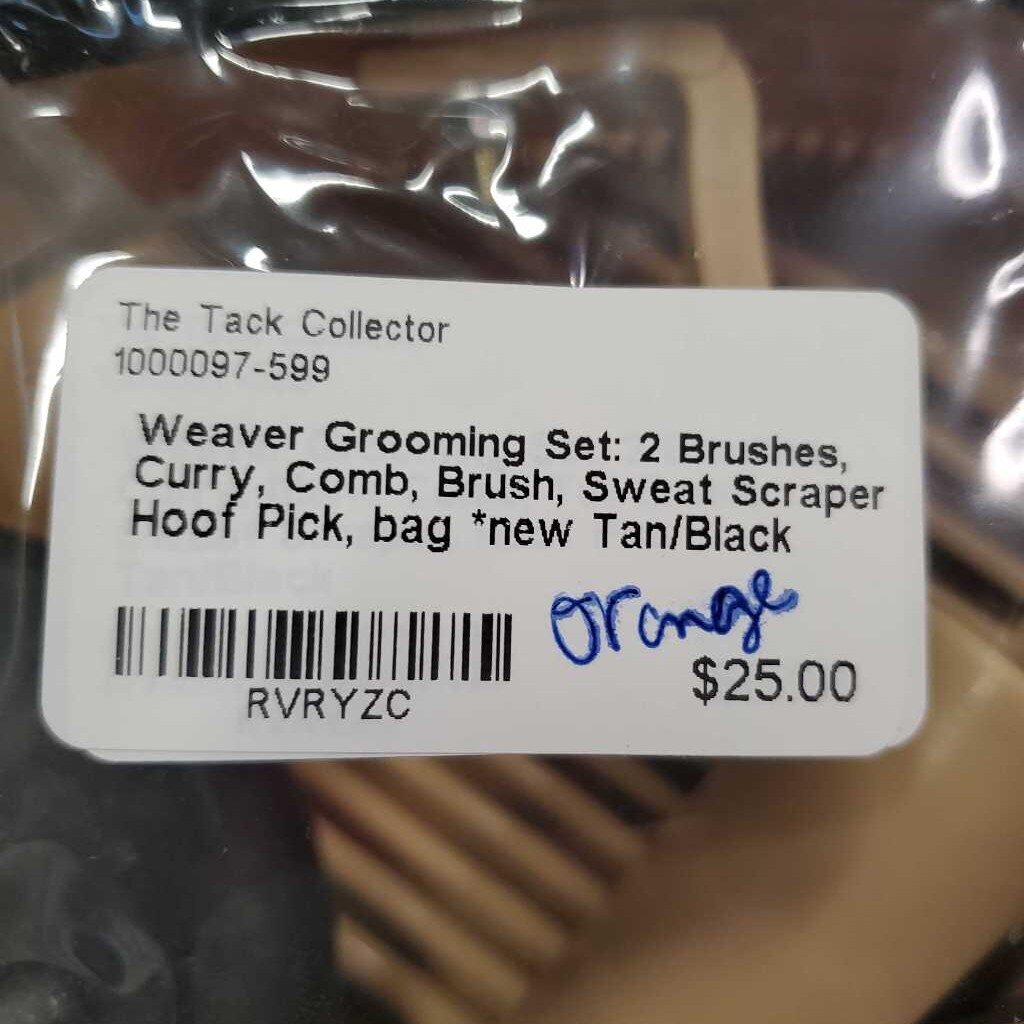 The Tack Collector
1000097-599
Weaver Grooming Set: 2 Brushes,
Curry, Comb, Brush, Sweat Scraper
Hoof Pick, bag *new Tan/Black
orange
$25.00
RVRYZC